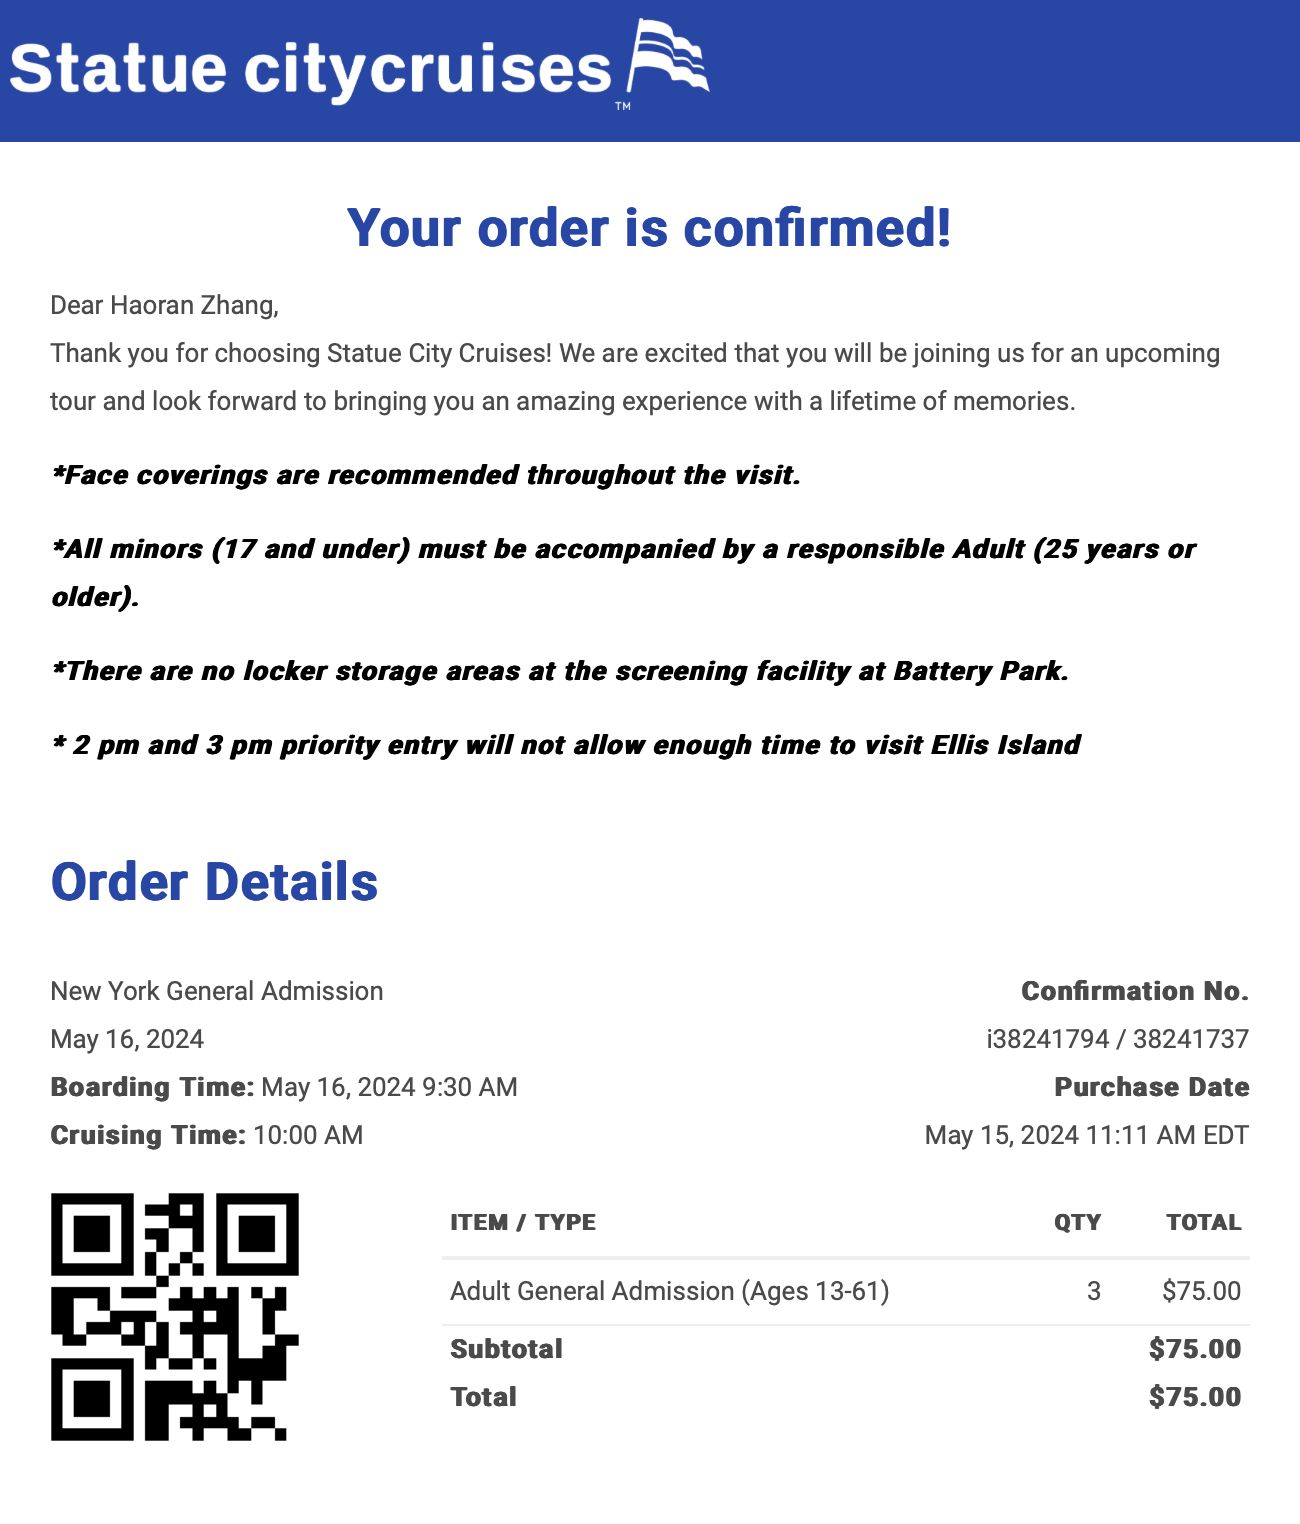 Statue citycruises
TM
Your order is confirmed!
Dear Haoran Zhang,
Thank you for choosing Statue City Cruises! We are excited that you will be joining us for an upcoming
tour and look forward to bringing you an amazing experience with a lifetime of memories.
*Face coverings are recommended throughout the visit.
*All minors (17 and under) must be accompanied by a responsible Adult (25 years or
older).
*There are no locker storage areas at the screening facility at Battery Park.
* 2 pm and 3 pm priority entry will not allow enough time to visit Ellis Island
Order Details
New York General Admission
May 16, 2024
Boarding Time: May 16, 2024 9:30 AM
Cruising Time: 10:00 AM
Confirmation No.
i38241794 / 38241737
Purchase Date
May 15, 2024 11:11 AM EDT
ITEM / TYPE QTY TOTAL
Adult General Admission (Ages 13-61) 3 $75.00
Subtotal $75.00
Total $75.00